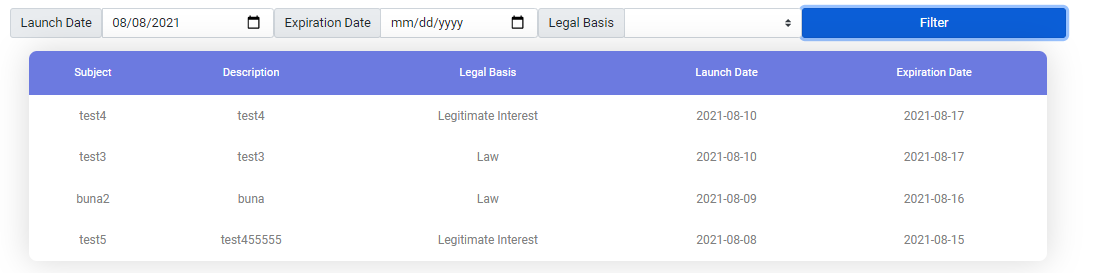 Launch Date 08/08/2021 Expiration Date mm/dd/yyyy Legal Basis Filter
Subject Description Legal Basis Launch Date Expiration Date
test4 test4 Legitimate Interest 2021-08-10 2021-08-17
test3 test3 Law 2021-08-10 2021-08-17
buna2 buna Law 2021-08-09 2021-08-16
test5 test455555 Legitimate Interest 2021-08-08 2021-08-15